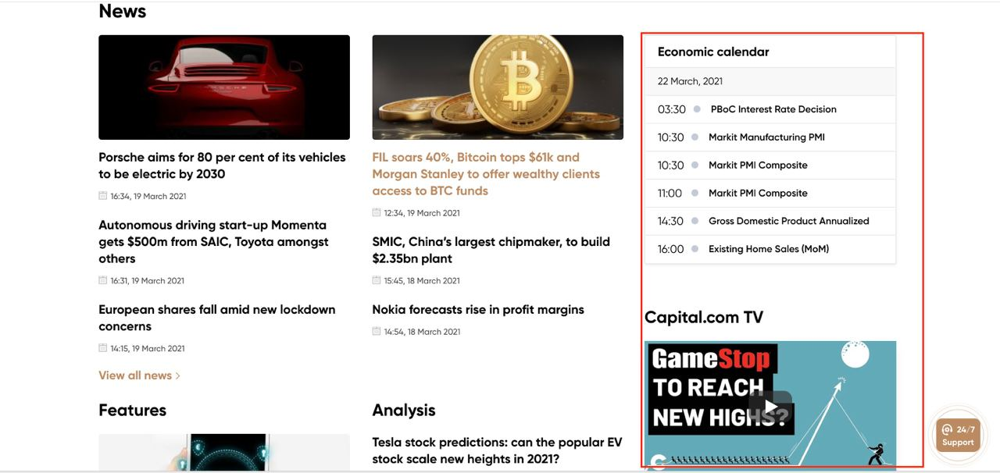 News
PORSCHE
Porsche aims for 80 per cent of its vehicles
to be electric by 2030
16:34, 19 March 2021
Autonomous driving start-up Momenta
gets $500m from SAIC, Toyota amongst
others
16:31, 19 March 2021
European shares fall amid new lockdown
concerns
14:15, 19 March 2021
View all news >
FIL soars 40%, Bitcoin tops $61k and
Morgan Stanley to offer wealthy clients
access to BTC funds
12:34, 19 March 2021
SMIC, China’s largest chipmaker, to build
$2.35bn plant
15:45, 18 March 2021
Nokia forecasts rise in profit margins
14:54, 18 March 2021
Economic calendar
22 March, 2021
03:30 PBoC Interest Rate Decision
10:30 Markit Manufacturing PMI
10:30 Markit PMI Composite
11:00 Markit PMI Composite
14:30 Gross Domestic Product Annualized
16:00 Existing Home Sales (MoM)
Capital.com TV
GameStop
TO REACH
NEW HIGHS?
Features
Analysis
Tesla stock predictions: can the popular EV
stock scale new heights in 2021?
24/7
Support